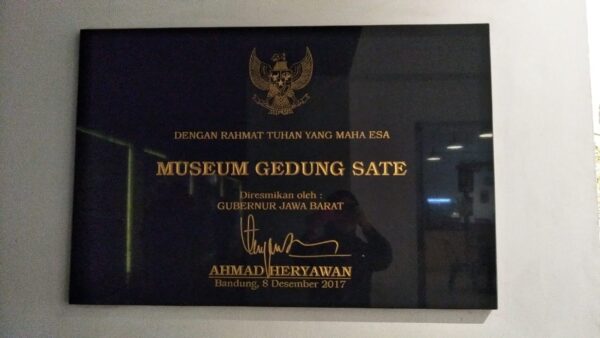 DENGAN RAHMAT TUHAN YANG MAHA ESA
MUSEUM GEDUNG SATE
Diresmikan oleh :
GUBERNUR JAWA BARAT
AHMAD HERYAWAN
Bandung, 8 Desember 2017